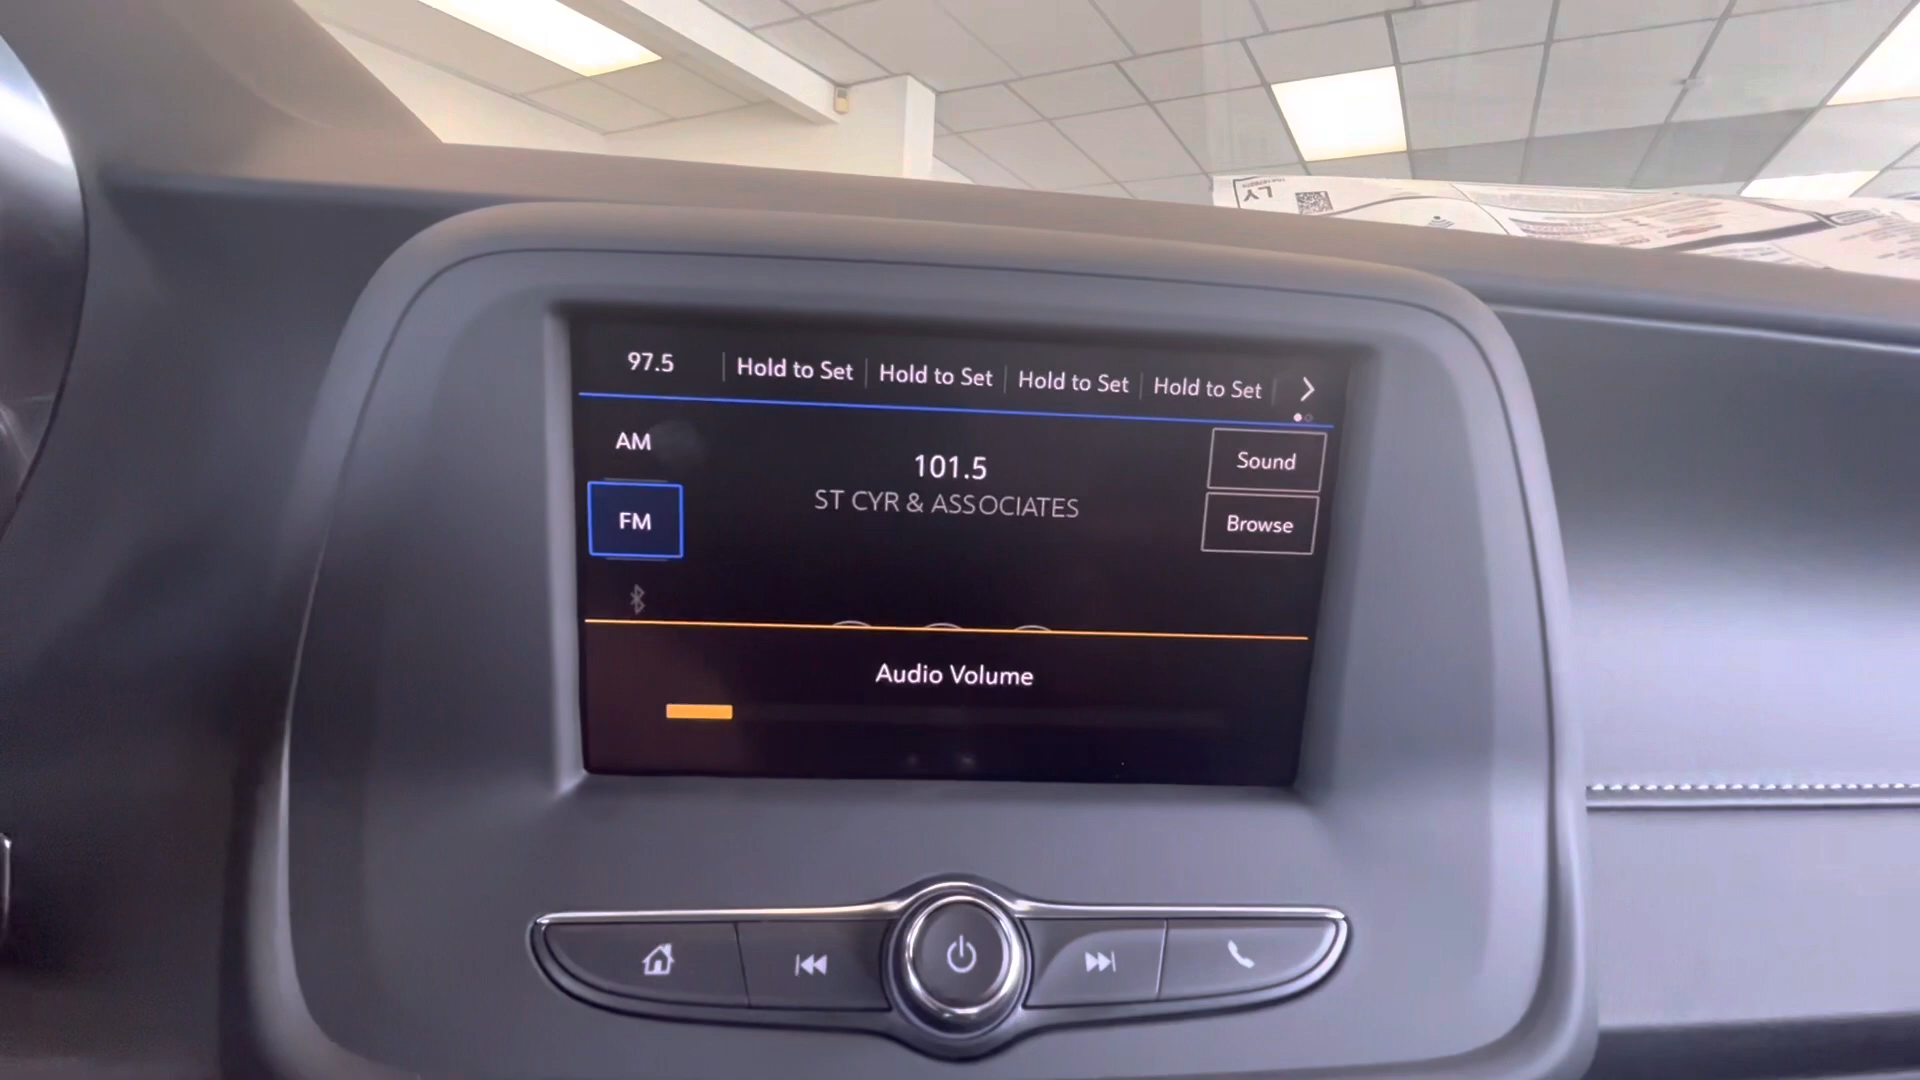 97.5 Hold to Set Hold to Set Hold to Set Hold to Set
AM
101.5
Sound
ST CYR & ASSOCIATES
FM
Browse
Audio Volume
LY